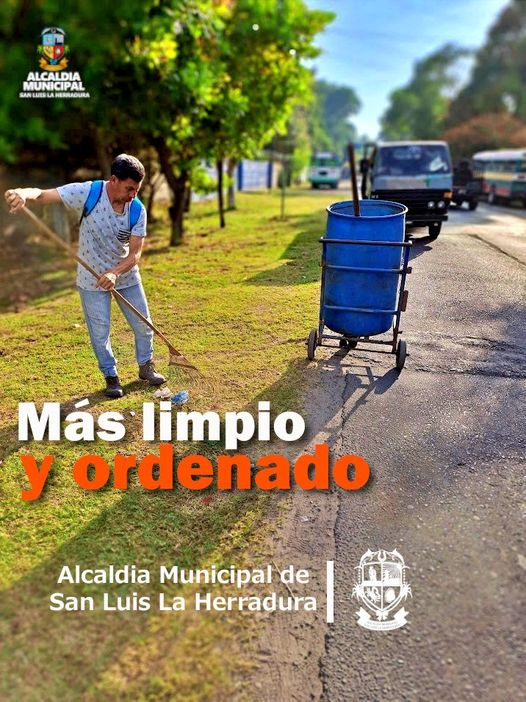 ALCALDIA
MUNICIPAL
SAN LUIS LA HERRADURA
Más limpio
y ordenado
Alcaldia Municipal de
San Luis La Herradura